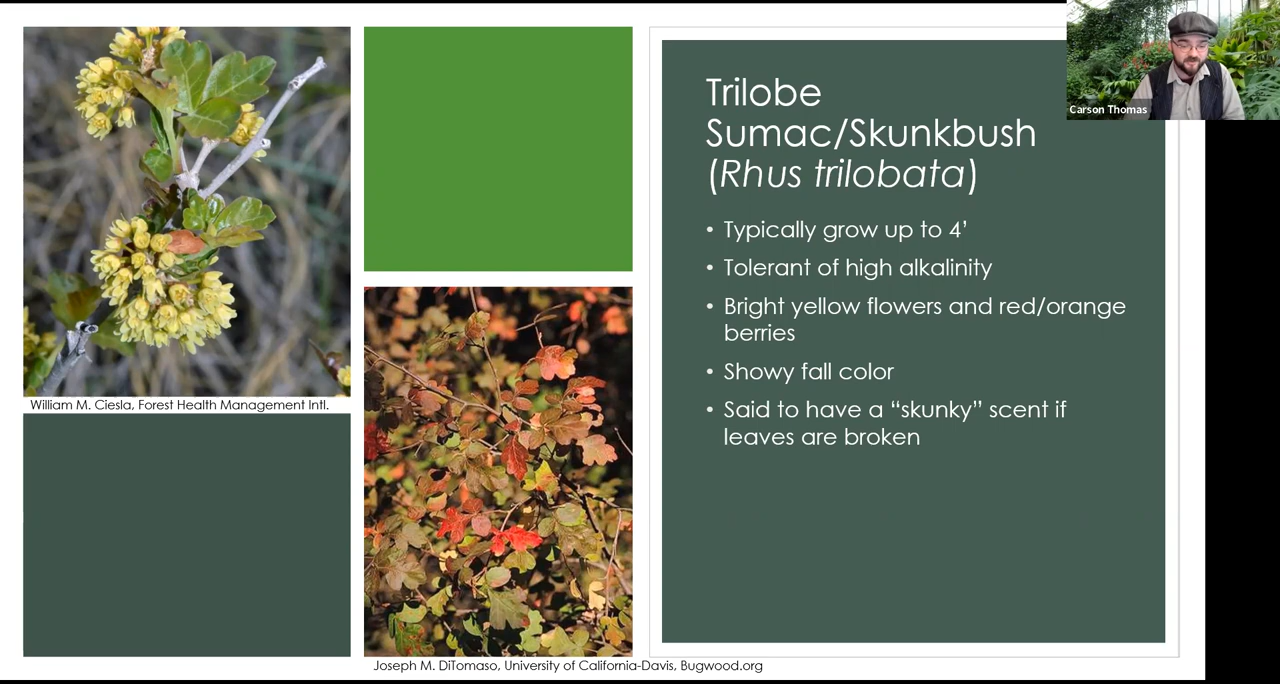 Carson Thomas
Trilobe
Sumac/Skunkbush
(Rhus trilobata)
• Typically grow up to 4’
• Tolerant of high alkalinity
• Bright yellow flowers and red/orange
berries
• Showy fall color
• Said to have a “skunky” scent if
leaves are broken
William M. Ciesla, Forest Health Management Intl.
Joseph M. DiTomaso, University of California-Davis, Bugwood.org